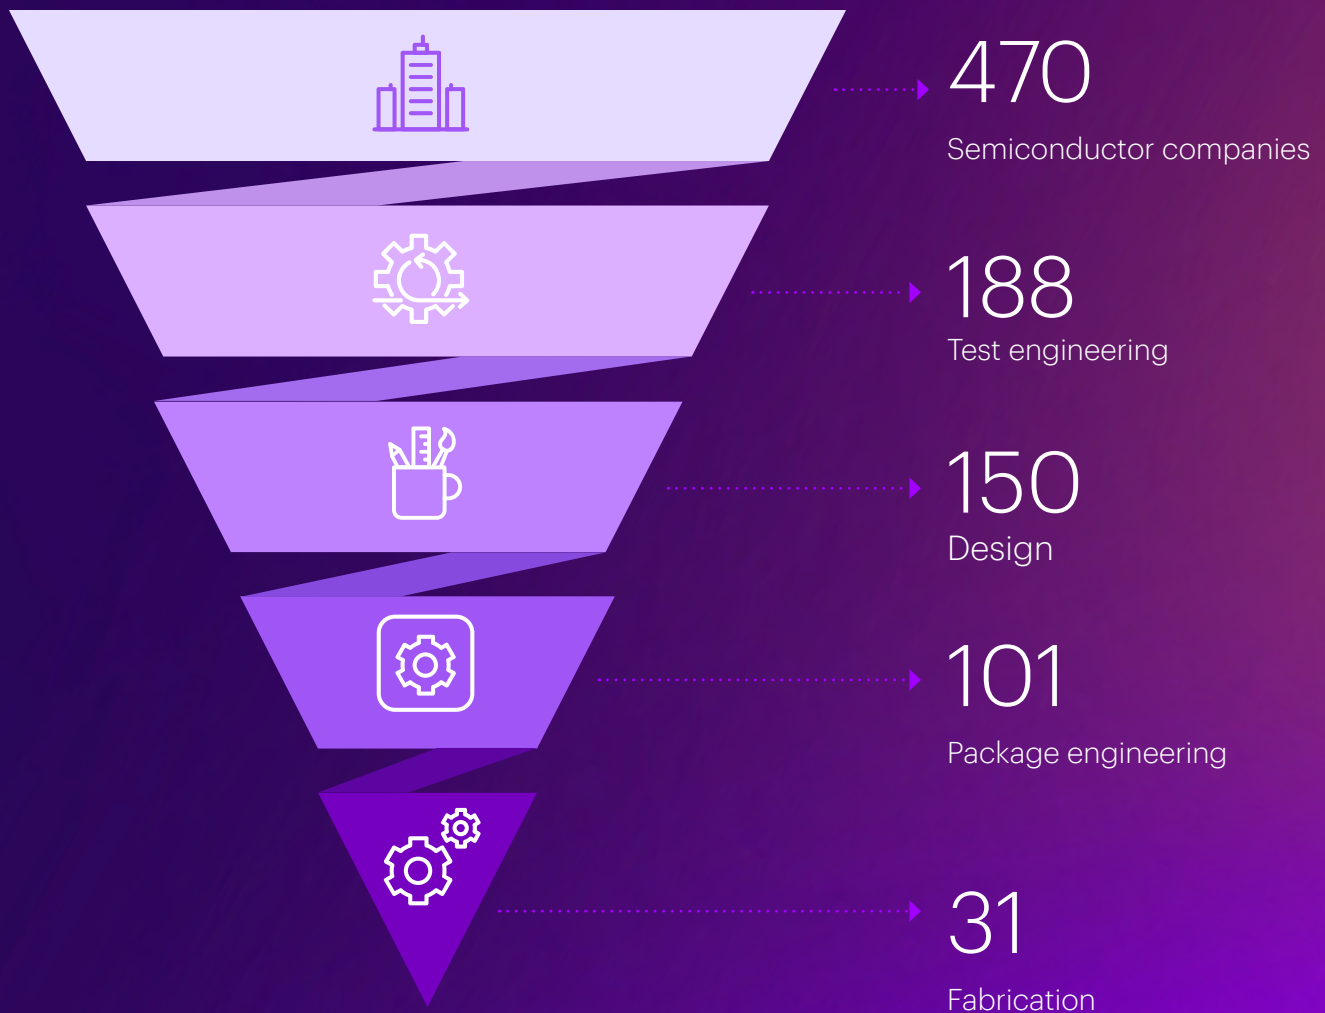 470
Semiconductor companies
188
Test engineering
150
Design
101
Package engineering
31
Fabrication